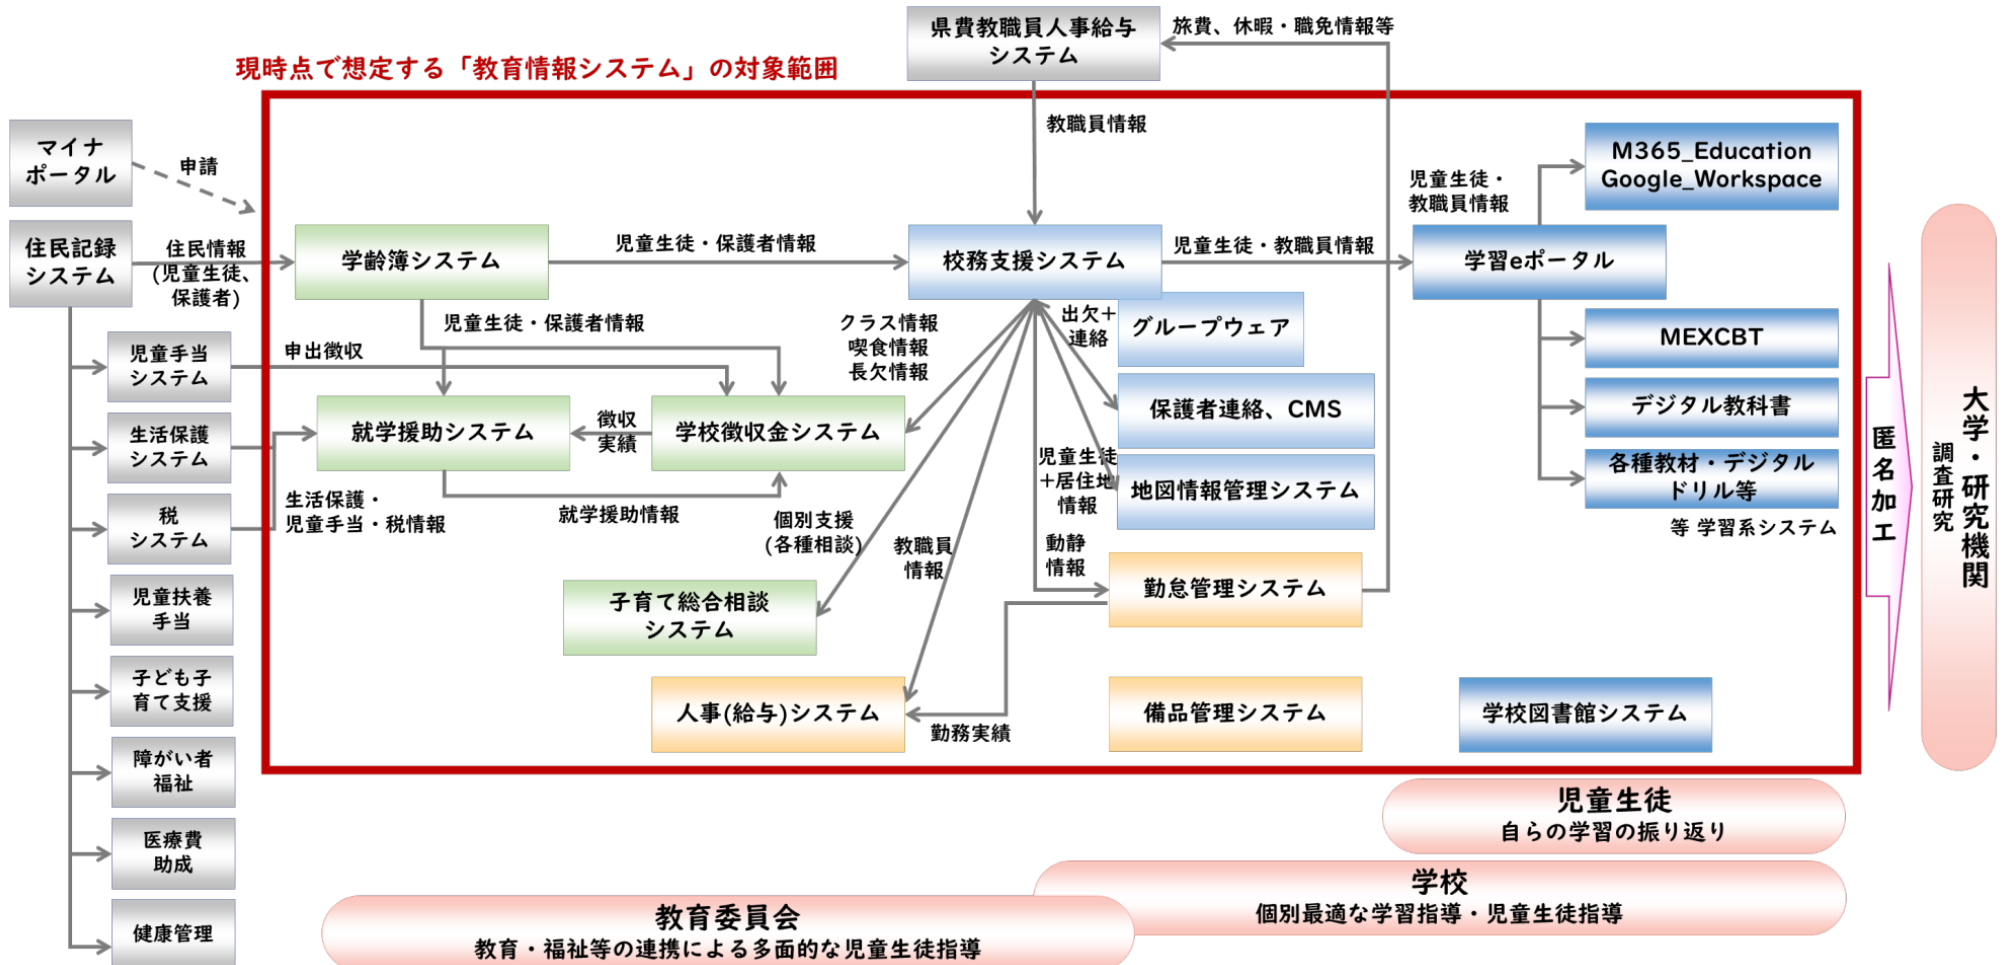 県費教職員人事給与
システム
旅費、休暇・職免情報等
現時点で想定する「教育情報システム」の対象範囲
教職員情報
マイナ
ポータル
申請
M365_Education
Google_Workspace
児童生徒・
教職員情報
住民記録
システム
住民情報
(児童生徒、
保護者)
学齢簿システム
児童生徒・保護者情報
校務支援システム
児童生徒・教職員情報
学習eポータル
児童生徒・保護者情報
クラス情報
喫食情報
長欠情報
出欠＋
連絡
グループウェア
MEXCBT
児童手当
システム
申出徴収
保護者連絡、CMS
デジタル教科書
生活保護
システム
就学援助システム
徴収
実績
学校徴収金システム
児童生徒
＋居住地
情報
地図情報管理システム
各種教材・デジタル
ドリル等
等 学習系システム
税
システム
生活保護・
児童手当・税情報
就学援助情報
個別支援
(各種相談)
教職員
情報
動静
情報
勤怠管理システム
児童扶養
手当
子育て総合相談
システム
子ども子
育て支援
人事(給与)システム
勤務実績
備品管理システム
学校図書館システム
障がい者
福祉
医療費
助成
健康管理
匿名加工
大学・研究機関
調査研究
児童生徒
自らの学習の振り返り
学校
個別最適な学習指導・児童生徒指導
教育委員会
教育・福祉等の連携による多面的な児童生徒指導